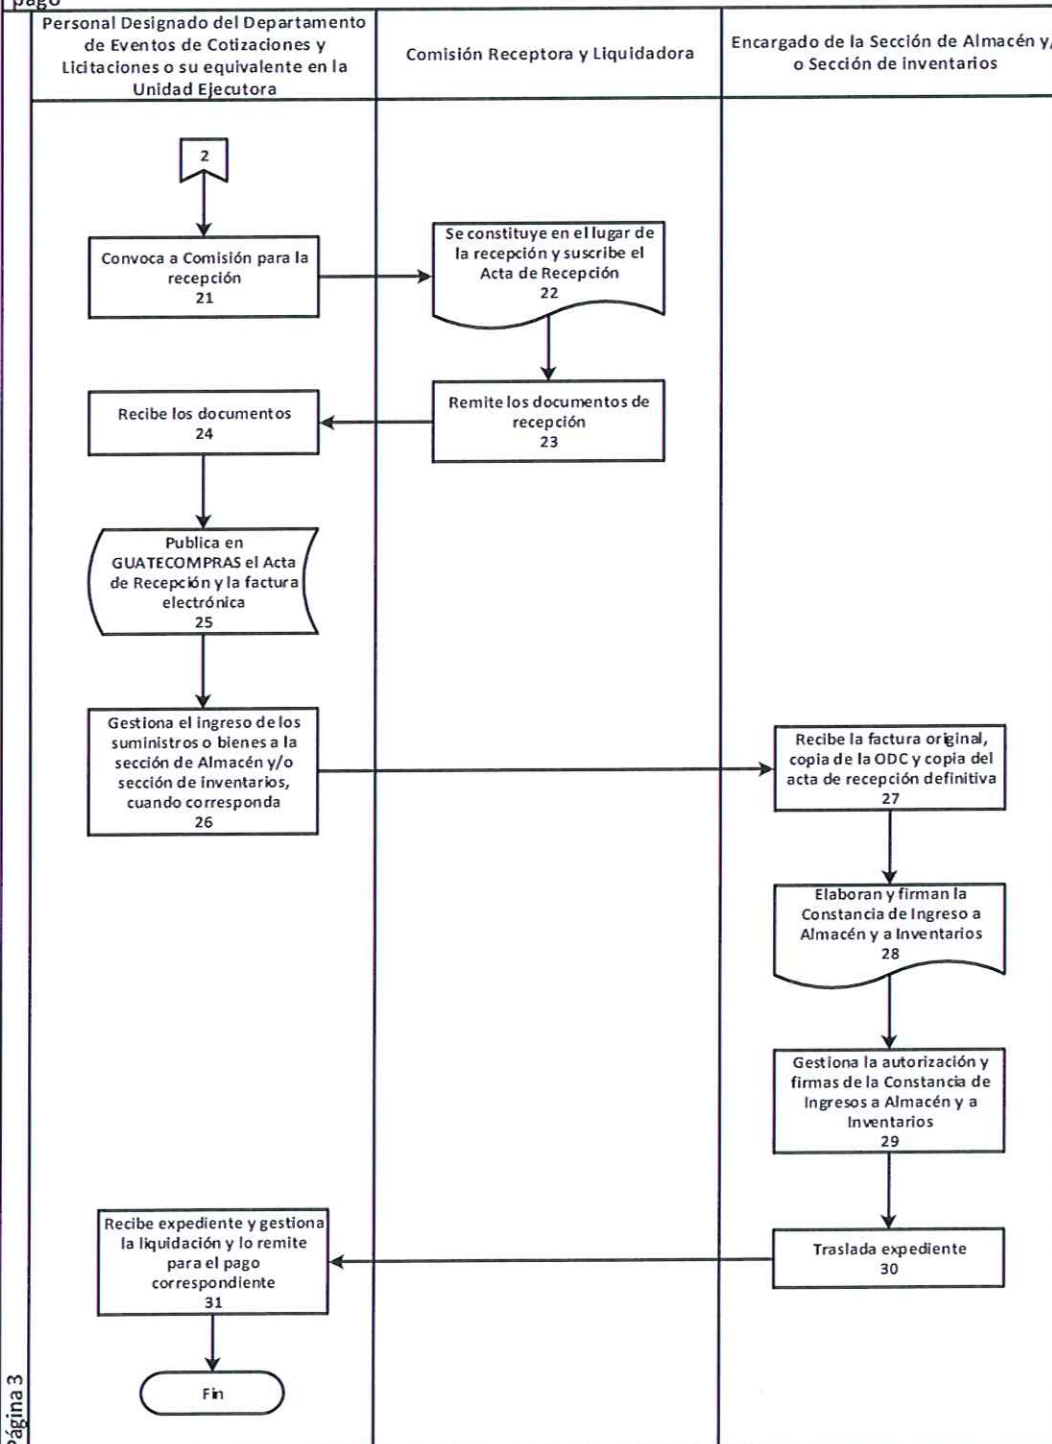 pago
Personal Designado del Departamento
de Eventos de Cotizaciones y
Licitaciones o su equivalente en la
Unidad Ejecutora
Comisión Receptora y Liquidadora
Encargado de la Sección de Almacén y/
o Sección de inventarios
2
Convoca a Comisión para la
recepción
21
Se constituye en el lugar de
la recepción y suscribe el
Acta de Recepción
22
Remite los documentos de
recepción
23
Recibe los documentos
24
Publica en
GUATECOMPRAS el Acta
de Recepción y la factura
electrónica
25
Gestiona el ingreso de los
suministros o bienes a la
sección de Almacén y/o
sección de inventarios,
cuando corresponda
26
Recibe la factura original,
copia de la ODC y copia del
acta de recepción definitiva
27
Elaboran y firman la
Constancia de Ingreso a
Almacén y a Inventarios
28
Gestiona la autorización y
firmas de la Constancia de
Ingresos a Almacén y a
Inventarios
29
Traslada expediente
30
Recibe expediente y gestiona
la liquidación y lo remite
para el pago
correspondiente
31
Fin
Página 3